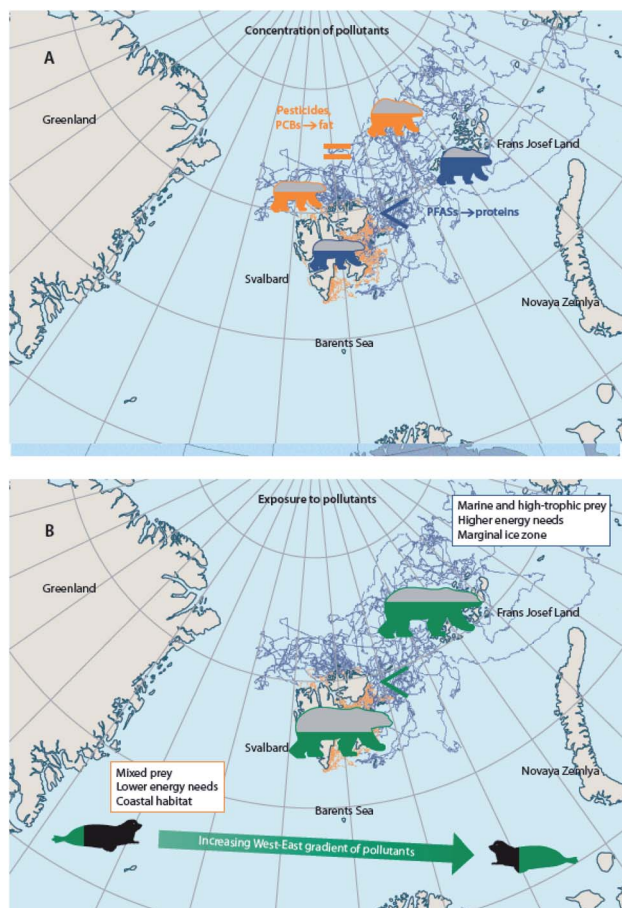 Concentration of pollutants
A
Greenland
Pesticides,
PCBs → fat
Frans Josef Land
PFASs → proteins
Svalbard
Novaya Zemlya
Barents Sea
Exposure to pollutants
B
Marine and high-trophic prey
Higher energy needs
Marginal ice zone
Greenland
Frans Josef Land
Svalbard
Novaya Zemlya
Mixed prey
Lower energy needs
Coastal habitat
Barents Sea
Increasing West-East gradient of pollutants